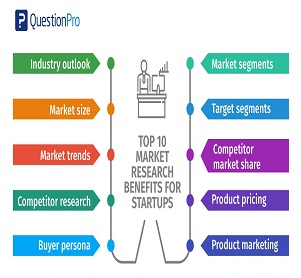 QuestionPro
Industry outlook
Market size
Market trends
Competitor research
Buyer persona
TOP 10
MARKET
RESEARCH
BENEFITS FOR
STARTUPS
Market segments
Target segments
Competitor
market share
Product pricing
Product marketing